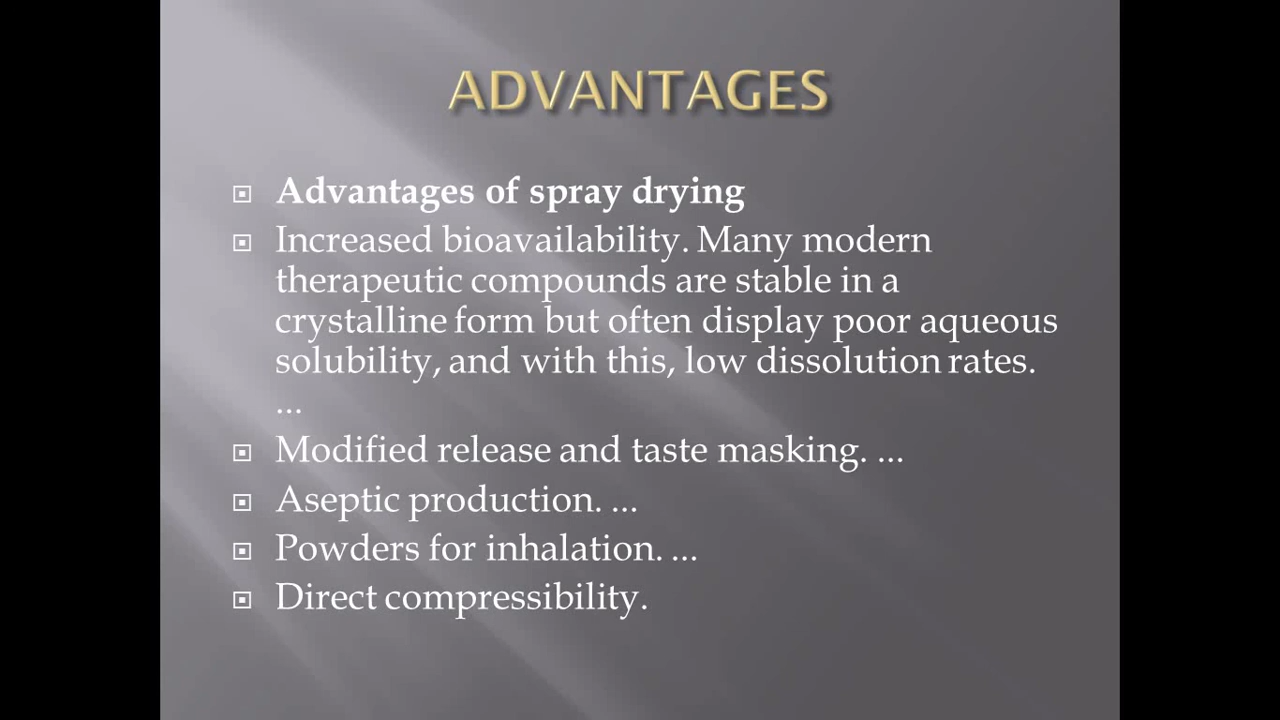 ADVANTAGES
Advantages of spray drying
Increased bioavailability. Many modern
therapeutic compounds are stable in a
crystalline form but often display poor aqueous
solubility, and with this, low dissolution rates.
...
Modified release and taste masking. ...
Aseptic production. ...
Powders for inhalation. ...
Direct compressibility.